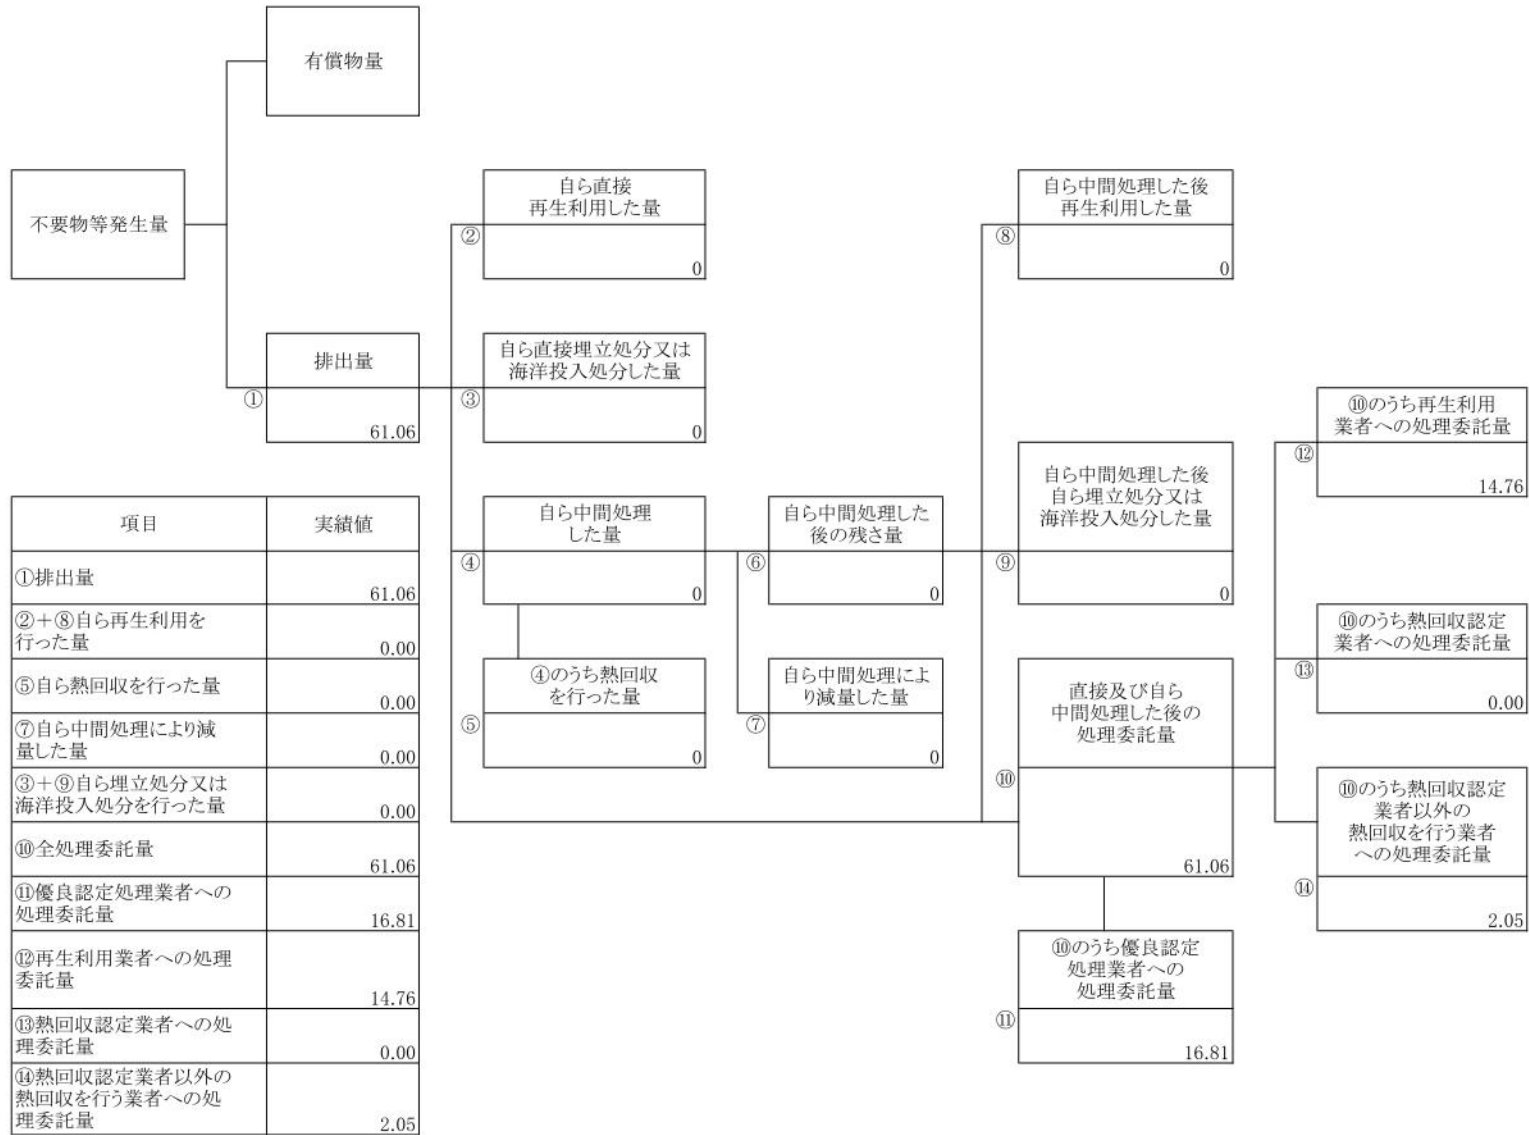 有償物量
不要物等発生量
自ら直接
再生利用した量
②
0
自ら中間処理した後
再生利用した量
⑧
0
排出量
①
61.06
自ら直接埋立処分又は
海洋投入処分した量
③
0
⑩のうち再生利用
業者への処理委託量
⑫
14.76
自ら中間処理した後
自ら埋立処分又は
海洋投入処分した量
⑨
0
自ら中間処理
した量
④
0
自ら中間処理した
後の残さ量
⑥
0
⑩のうち熱回収認定
業者への処理委託量
⑬
0.00
④のうち熱回収
を行った量
⑤
0
自ら中間処理によ
り減量した量
⑦
0
直接及び自ら
中間処理した後の
処理委託量
⑩
61.06
⑩のうち熱回収認定
業者以外の
熱回収を行う業者
への処理委託量
⑭
2.05
⑩のうち優良認定
処理業者への
処理委託量
⑪
16.81
項目
実績値
①排出量
61.06
②+⑧自ら再生利用を
行った量
0.00
⑤自ら熱回収を行った量
0.00
⑦自ら中間処理により減
量した量
0.00
③+⑨自ら埋立処分又は
海洋投入処分を行った量
0.00
⑩全処理委託量
61.06
⑪優良認定処理業者への
処理委託量
16.81
⑫再生利用業者への処理
委託量
14.76
⑬熱回収認定業者への処
理委託量
0.00
⑭熱回収認定業者以外の
熱回収を行う業者への処
理委託量
2.05